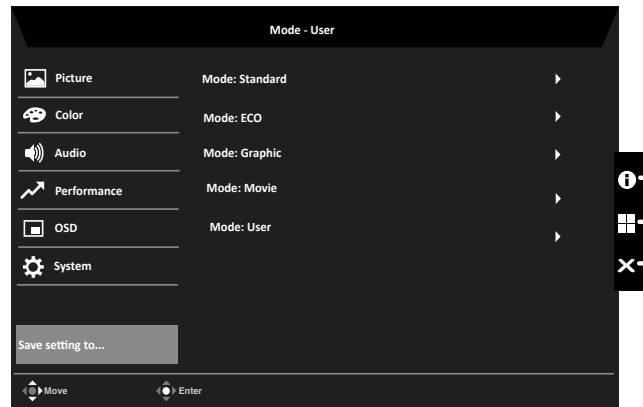 Mode - User
Picture
Color
Audio
Performance
OSD
System
Save setting to...
Mode: Standard
Mode: ECO
Mode: Graphic
Mode: Movie
Mode: User
Move
Enter